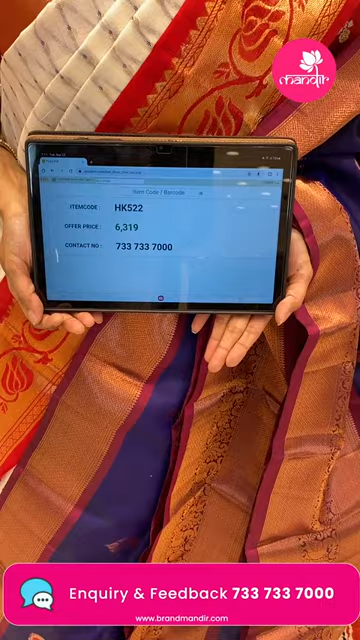 mandir
Item Code / Barcode
ITEMCODE : HK522
OFFER PRICE : 6,319
CONTACT NO : 733 733 7000
Enquiry & Feedback 733 733 7000
www.brandmandir.com